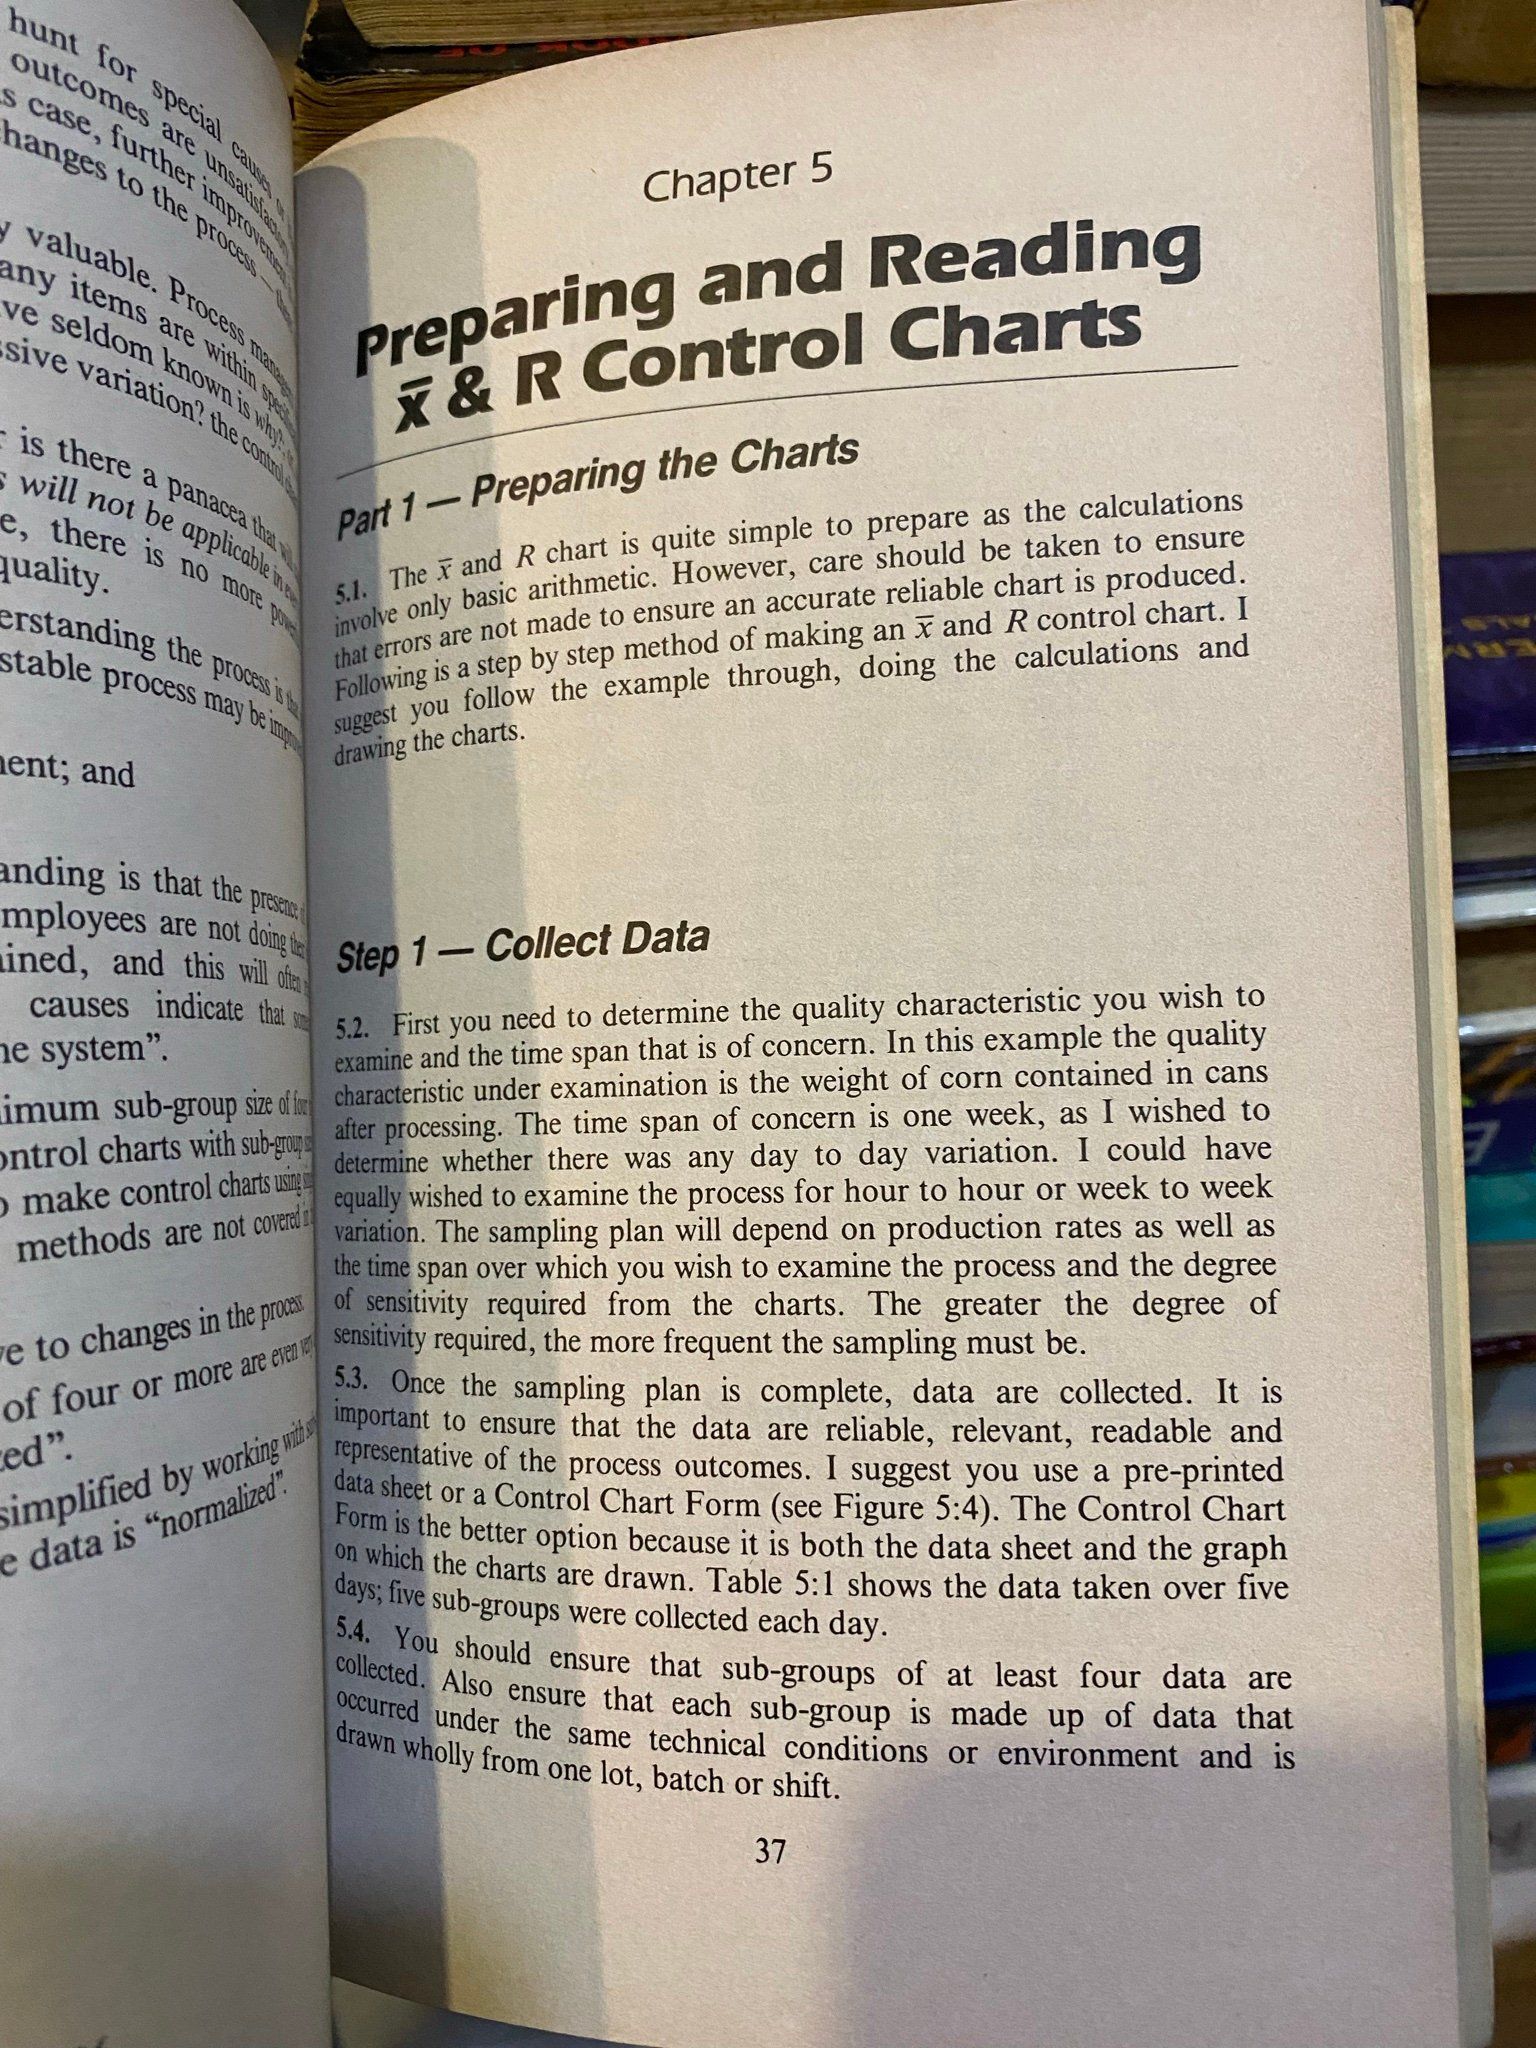 hunt for special causes
outcomes are unsatisfactory
s case, further improvement
hanges to the process —
y valuable. Process
any items are within
ve seldom known is why?
ssive variation? the control
r is there a panacea that will
s will not be applicable in
e, there is no more
quality.
erstanding the process is
stable process may be
ent; and
anding is that the presence
mployees are not doing
ined, and this will often
causes indicate that
he system".
imum sub-group size of four
ontrol charts with sub-group
o make control charts using
methods are not covered
ve to changes in the process.
of four or more are even
ed".
simplified by working with
e data is "normalized".
Chapter 5
Preparing and Reading
x̄ & R Control Charts
Part 1 — Preparing the Charts
5.1. The x̄ and R chart is quite simple to prepare as the calculations
involve only basic arithmetic. However, care should be taken to ensure
that errors are not made to ensure an accurate reliable chart is produced.
Following is a step by step method of making an x̄ and R control chart. I
suggest you follow the example through, doing the calculations and
drawing the charts.
Step 1 — Collect Data
5.2. First you need to determine the quality characteristic you wish to
examine and the time span that is of concern. In this example the quality
characteristic under examination is the weight of corn contained in cans
after processing. The time span of concern is one week, as I wished to
determine whether there was any day to day variation. I could have
equally wished to examine the process for hour to hour or week to week
variation. The sampling plan will depend on production rates as well as
the time span over which you wish to examine the process and the degree
of sensitivity required from the charts. The greater the degree of
sensitivity required, the more frequent the sampling must be.
5.3. Once the sampling plan is complete, data are collected. It is
important to ensure that the data are reliable, relevant, readable and
representative of the process outcomes. I suggest you use a pre-printed
data sheet or a Control Chart Form (see Figure 5:4). The Control Chart
Form is the better option because it is both the data sheet and the graph
on which the charts are drawn. Table 5:1 shows the data taken over five
days; five sub-groups were collected each day.
5.4. You should ensure that sub-groups of at least four data are
collected. Also ensure that each sub-group is made up of data that
occurred under the same technical conditions or environment and is
drawn wholly from one lot, batch or shift.
37